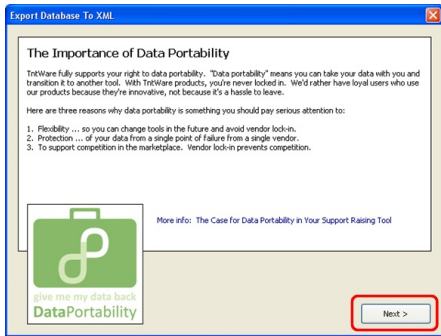 Export Database To XML
The Importance of Data Portability
TntWare fully supports your right to data portability. "Data portability" means you can take your data with you and
transition it to another tool. With TntWare products, you're never locked in. We'd rather have loyal users who use
our products because they're innovative, not because it's a hassle to leave.
Here are three reasons why data portability is something you should pay serious attention to:
1. Flexibility ... so you can change tools in the future and avoid vendor lock-in.
2. Protection ... of your data from a single point of failure from a single vendor.
3. To support competition in the marketplace. Vendor lock-in prevents competition.
More info: The Case for Data Portability in Your Support Raising Tool
give me my data back
DataPortability
Next >